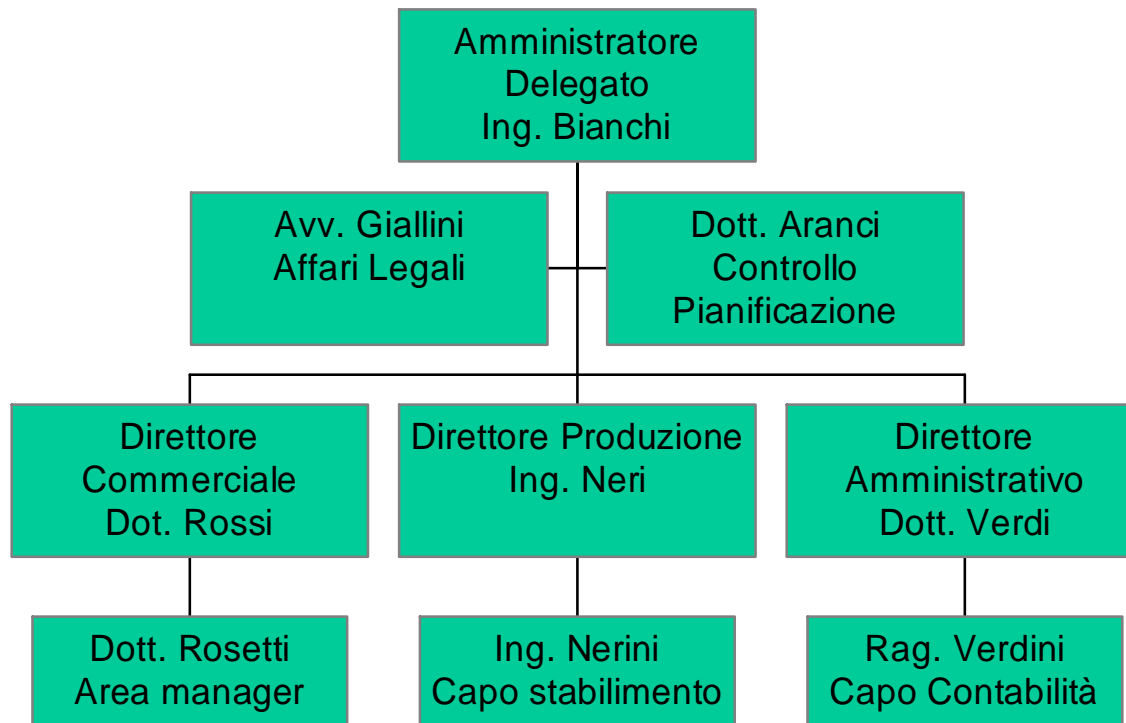 Amministratore
Delegato
Ing. Bianchi
Avv. Giallini
Affari Legali
Dott. Aranci
Controllo
Pianificazione
Direttore
Commerciale
Dot. Rossi
Direttore Produzione
Ing. Neri
Direttore
Amministrativo
Dott. Verdi
Dott. Rosetti
Area manager
Ing. Nerini
Capo stabilimento
Rag. Verdini
Capo Contabilità